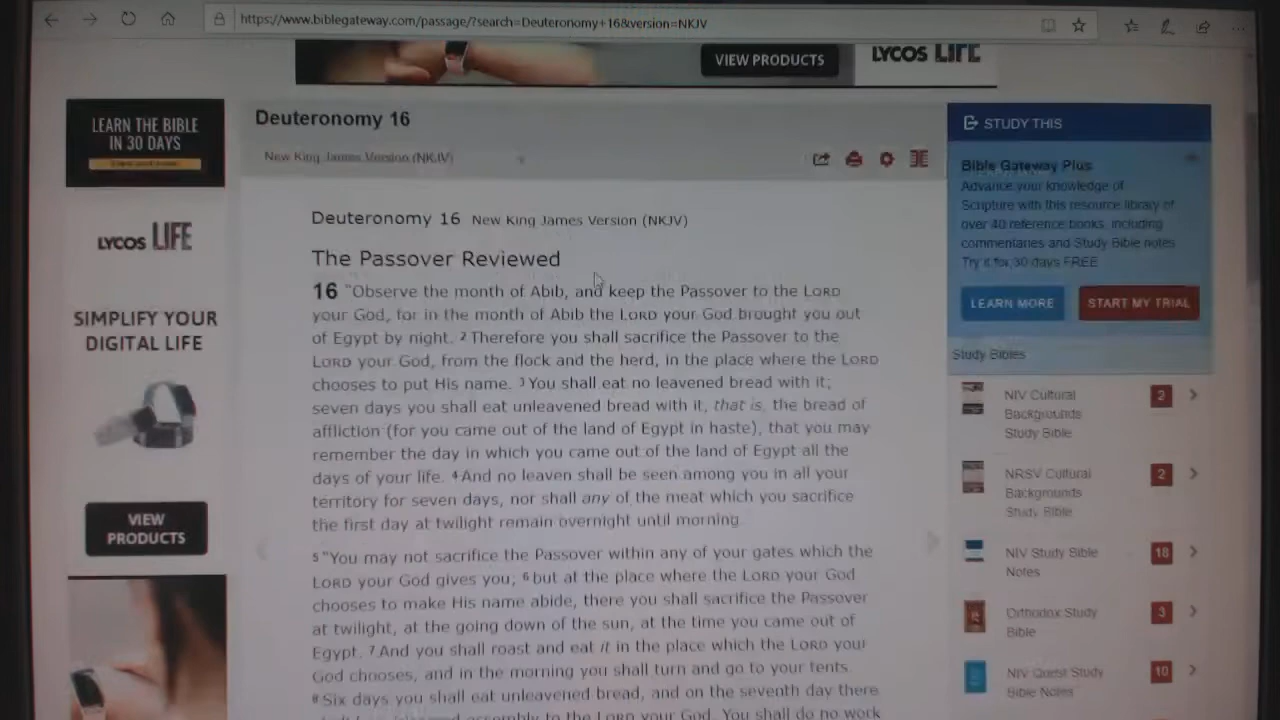 https://www.biblegateway.com/passage/?search=Deuteronomy+16&version=NKJV
VIEW PRODUCTS
LYCOS LIFE
LEARN THE BIBLE
IN 30 DAYS
LYCOS LIFE
SIMPLIFY YOUR
DIGITAL LIFE
VIEW
PRODUCTS
Deuteronomy 16
New King James Version (NKJV)
Deuteronomy 16 New King James Version (NKJV)
The Passover Reviewed
16 "Observe the month of Abib, and keep the Passover to the LORD
your God, for in the month of Abib the LORD your God brought you out
of Egypt by night. 2 Therefore you shall sacrifice the Passover to the
LORD your God, from the flock and the herd, in the place where the LORD
chooses to put His name. 3 You shall eat no leavened bread with it;
seven days you shall eat unleavened bread with it, that is, the bread of
affliction (for you came out of the land of Egypt in haste), that you may
remember the day in which you came out of the land of Egypt all the
days of your life. 4 And no leaven shall be seen among you in all your
territory for seven days, nor shall any of the meat which you sacrifice
the first day at twilight remain overnight until morning.
5 "You may not sacrifice the Passover within any of your gates which the
LORD your God gives you; 6 but at the place where the LORD your God
chooses to make His name abide, there you shall sacrifice the Passover
at twilight, at the going down of the sun, at the time you came out of
Egypt. 7 And you shall roast and eat it in the place which the LORD your
God chooses, and in the morning you shall turn and go to your tents.
8 Six days you shall eat unleavened bread, and on the seventh day there
assembly to the LORD your God. You shall do no work
STUDY THIS
Bible Gateway Plus
Advance your knowledge of
Scripture with this resource library of
over 40 reference books, including
commentaries and Study Bible notes.
Try it for 30 days FREE
LEARN MORE
START MY TRIAL
Study Bibles
NIV Cultural
Backgrounds
Study Bible
2
NRSV Cultural
Backgrounds
Study Bible
2
NIV Study Bible
Notes
18
Orthodox Study
Bible
3
NIV Quest Study
Bible Notes
10